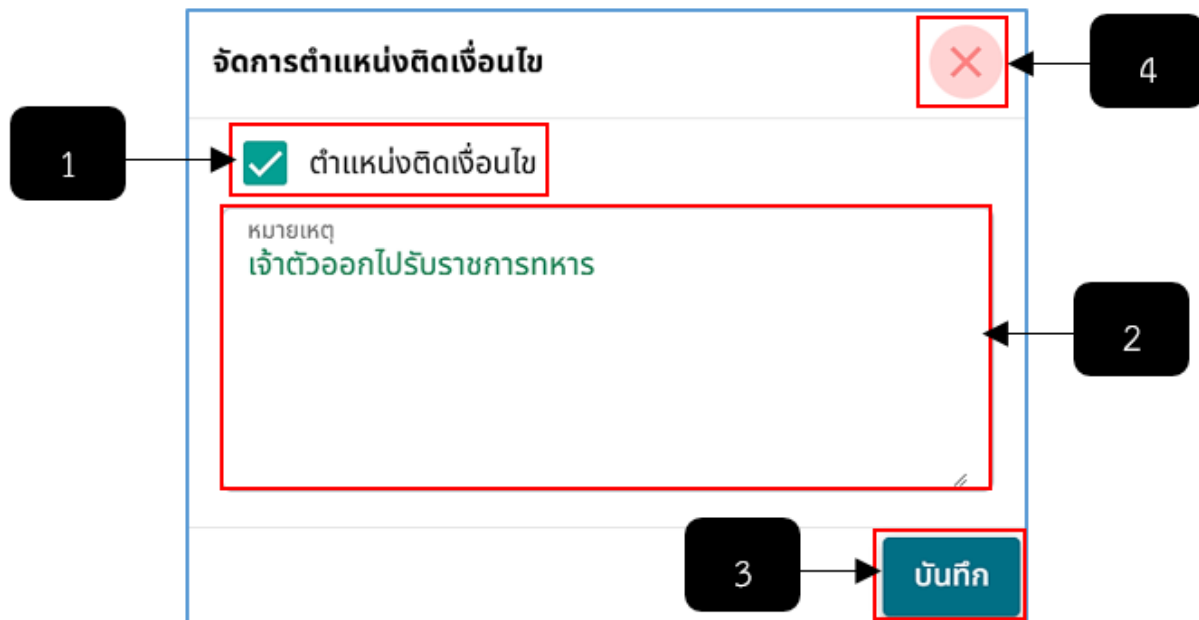 จัดการตำแหน่งติดเงื่อนไข
4
1
ตำแหน่งติดเงื่อนไข
หมายเหตุ
เจ้าตัวออกไปรับราชการทหาร
2
3
บันทึก